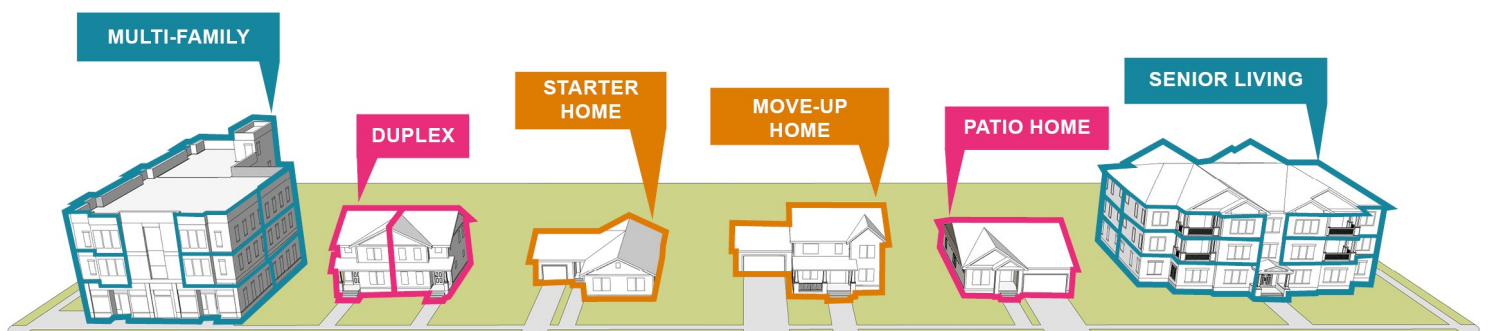 MULTI-FAMILY
DUPLEX
STARTER
HOME
MOVE-UP
HOME
PATIO HOME
SENIOR LIVING